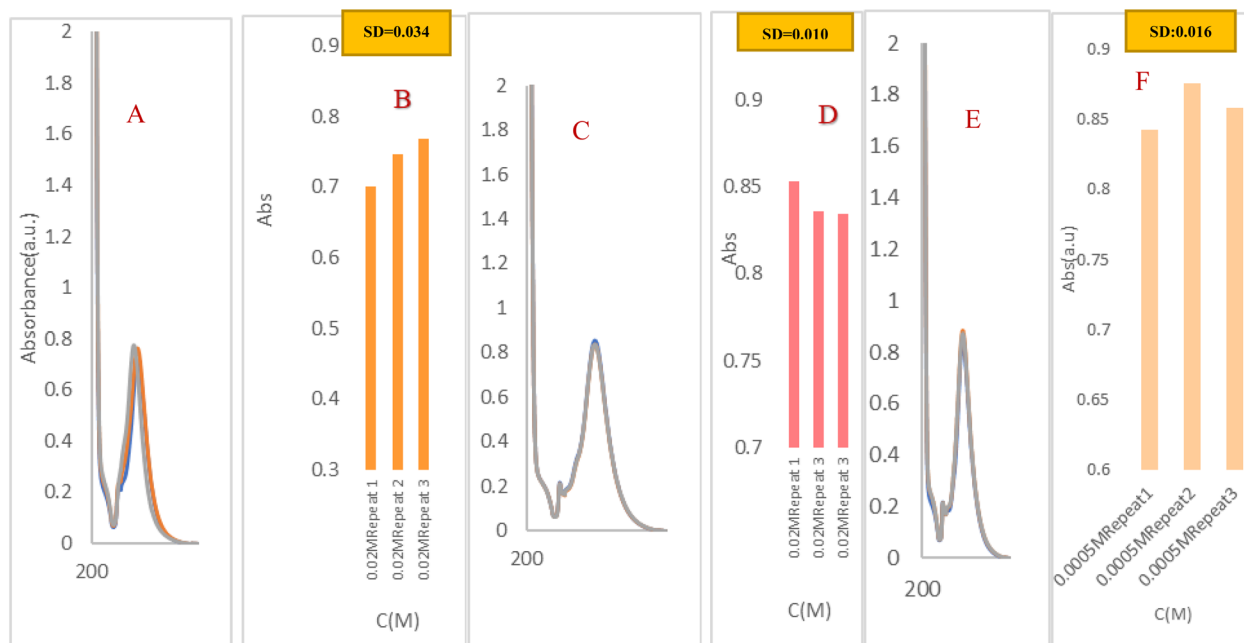 A
Absorbance(a.u.)
2
1.8
1.6
1.4
1.2
1
0.8
0.6
0.4
0.2
0
200
SD=0.034
B
Abs
0.9
0.8
0.7
0.6
0.5
0.4
0.3
0.02MRepeat 1
0.02MRepeat 2
0.02MRepeat 3
C(M)
C
2
1.8
1.6
1.4
1.2
1
0.8
0.6
0.4
0.2
0
200
SD=0.010
D
Abs
0.9
0.85
0.8
0.75
0.7
0.02MRepeat 1
0.02MRepeat 3
0.02MRepeat 3
C(M)
E
2
1.8
1.6
1.4
1.2
1
0.8
0.6
0.4
0.2
0
200
SD:0.016
F
Abs(a.u)
0.9
0.85
0.8
0.75
0.7
0.65
0.6
0.0005MRepeat1
0.0005MRepeat2
0.0005MRepeat3
C(M)